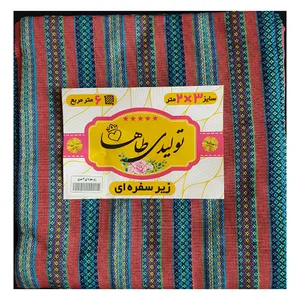 سایز ۳×۲ متر
۶ متر مربع
تولیدی طاها
زیر سفره ای